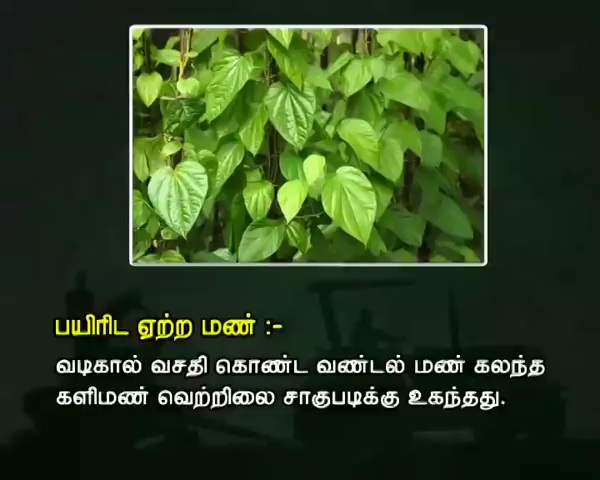 பயிரிட ஏற்ற மண் :-
வடிகால் வசதி கொண்ட வண்டல் மண் கலந்த
களிமண் வெற்றிலை சாகுபடிக்கு உகந்தது.